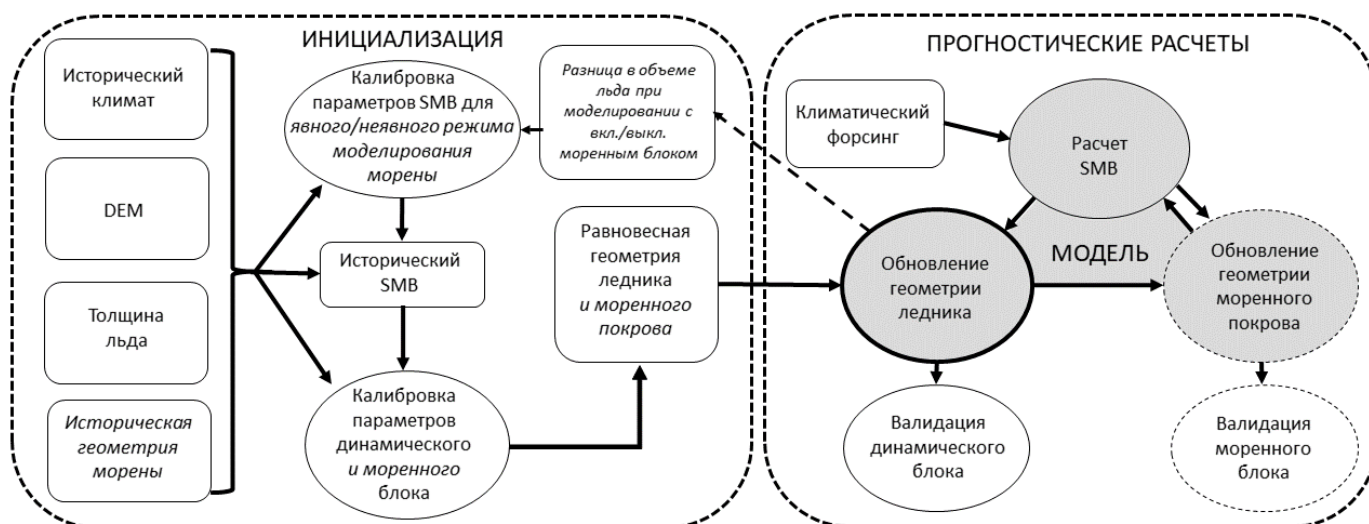 ИНИЦИАЛИЗАЦИЯ
Исторический
климат
DEM
Толщина
льда
Историческая
геометрия
морены
Калибровка
параметров SMB для
явного/неявного режима
моделирования
морены
Исторический
SMB
Калибровка
параметров
динамического
и моренного
блока
Разница в объеме
льда при
моделировании с
вкл./выкл.
моренным блоком
Равновесная
геометрия
ледника
и моренного
покрова
ПРОГНОСТИЧЕСКИЕ РАСЧЕТЫ
Климатический
форсинг
Расчет
SMB
МОДЕЛЬ
Обновление
геометрии
ледника
Обновление
геометрии
моренного
покрова
Валидация
динамического
блока
Валидация
моренного
блока